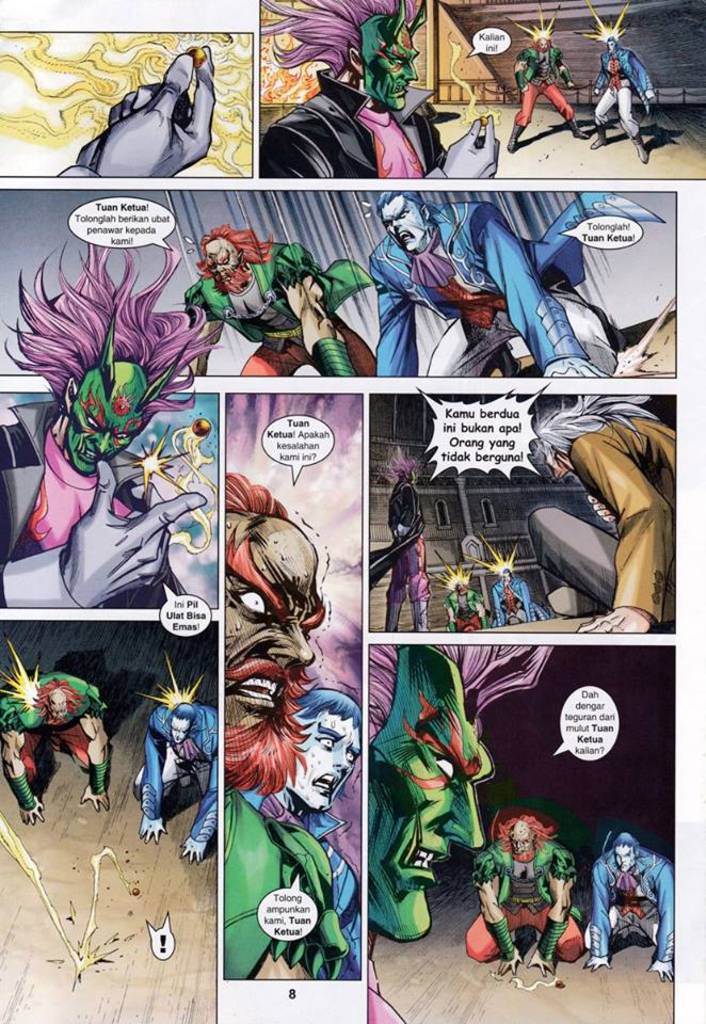 Kalian
ini!
Tuan Ketua!
Tolonglah berikan ubat
penawar kepada
kami!
Tolonglah!
Tuan Ketua!
Ini Pil
Ulat Bisa
Emas!
!
Tuan
Ketua! Apakah
kesalahan
kami ini?
Tolong
ampunkan
kami, Tuan
Ketua!
Kamu berdua
ini bukan apa!
Orang yang
tidak berguna!
Dah
dengar
teguran dari
mulut Tuan
Ketua
kalian?
8